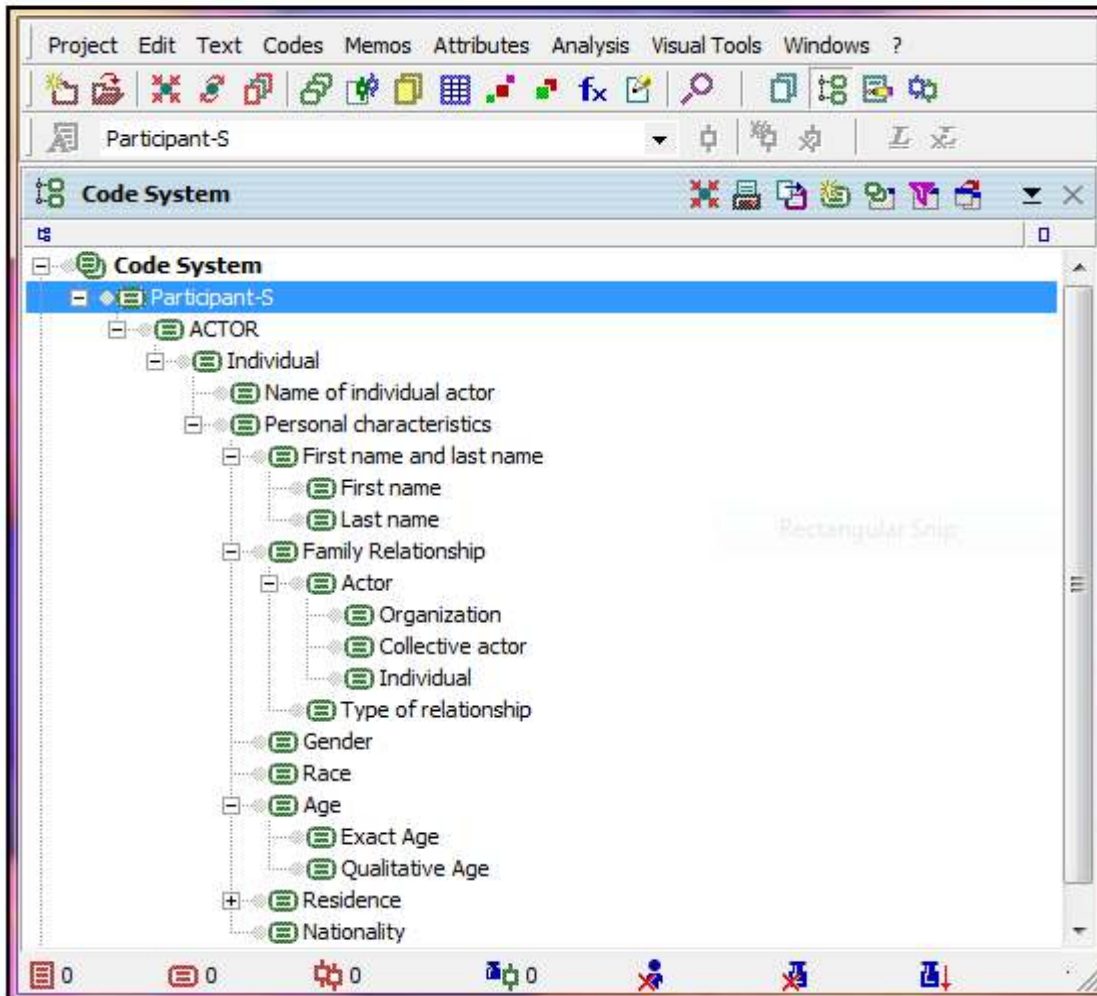 Project Edit Text Codes Memos Attributes Analysis Visual Tools Windows ?
fx
Participant-S
Code System
Code System
Participant-S
ACTOR
Individual
Name of individual actor
Personal characteristics
First name and last name
First name
Last name
Rectangular Snip
Family Relationship
Actor
Organization
Collective actor
Individual
Type of relationship
Gender
Race
Age
Exact Age
Qualitative Age
Residence
Nationality
0 0 0 0